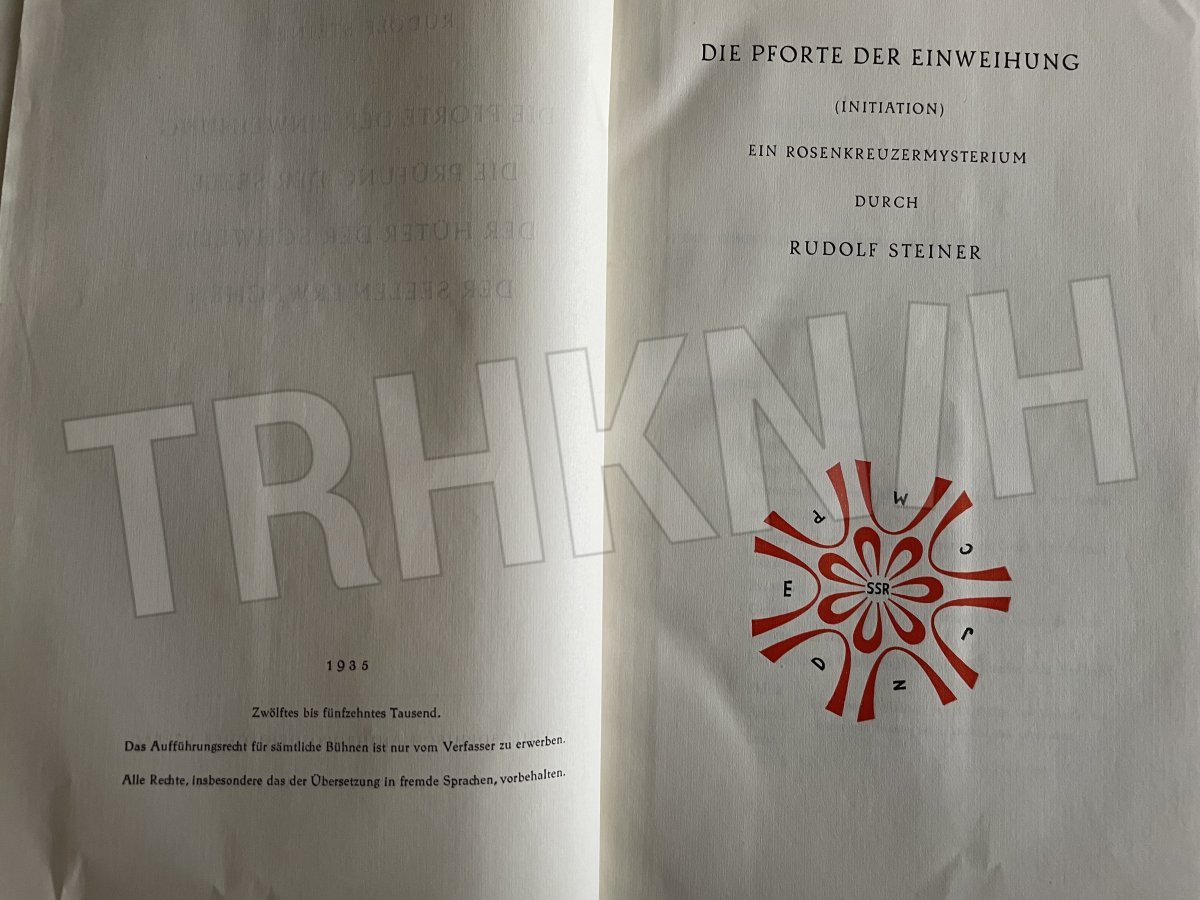 1935
Zwölftes bis fünfzehntes Tausend.
Das Aufführungsrecht für sämtliche Bühnen ist nur vom Verfasser zu erwerben.
Alle Rechte, insbesondere das der Übersetzung in fremde Sprachen, vorbehalten.
DIE PFORTE DER EINWEIHUNG
(INITIATION)
EIN ROSENKREUZERMYSTERIUM
DURCH
RUDOLF STEINER
TRHKN/H
E
R
M
C
J
N
D
SSR